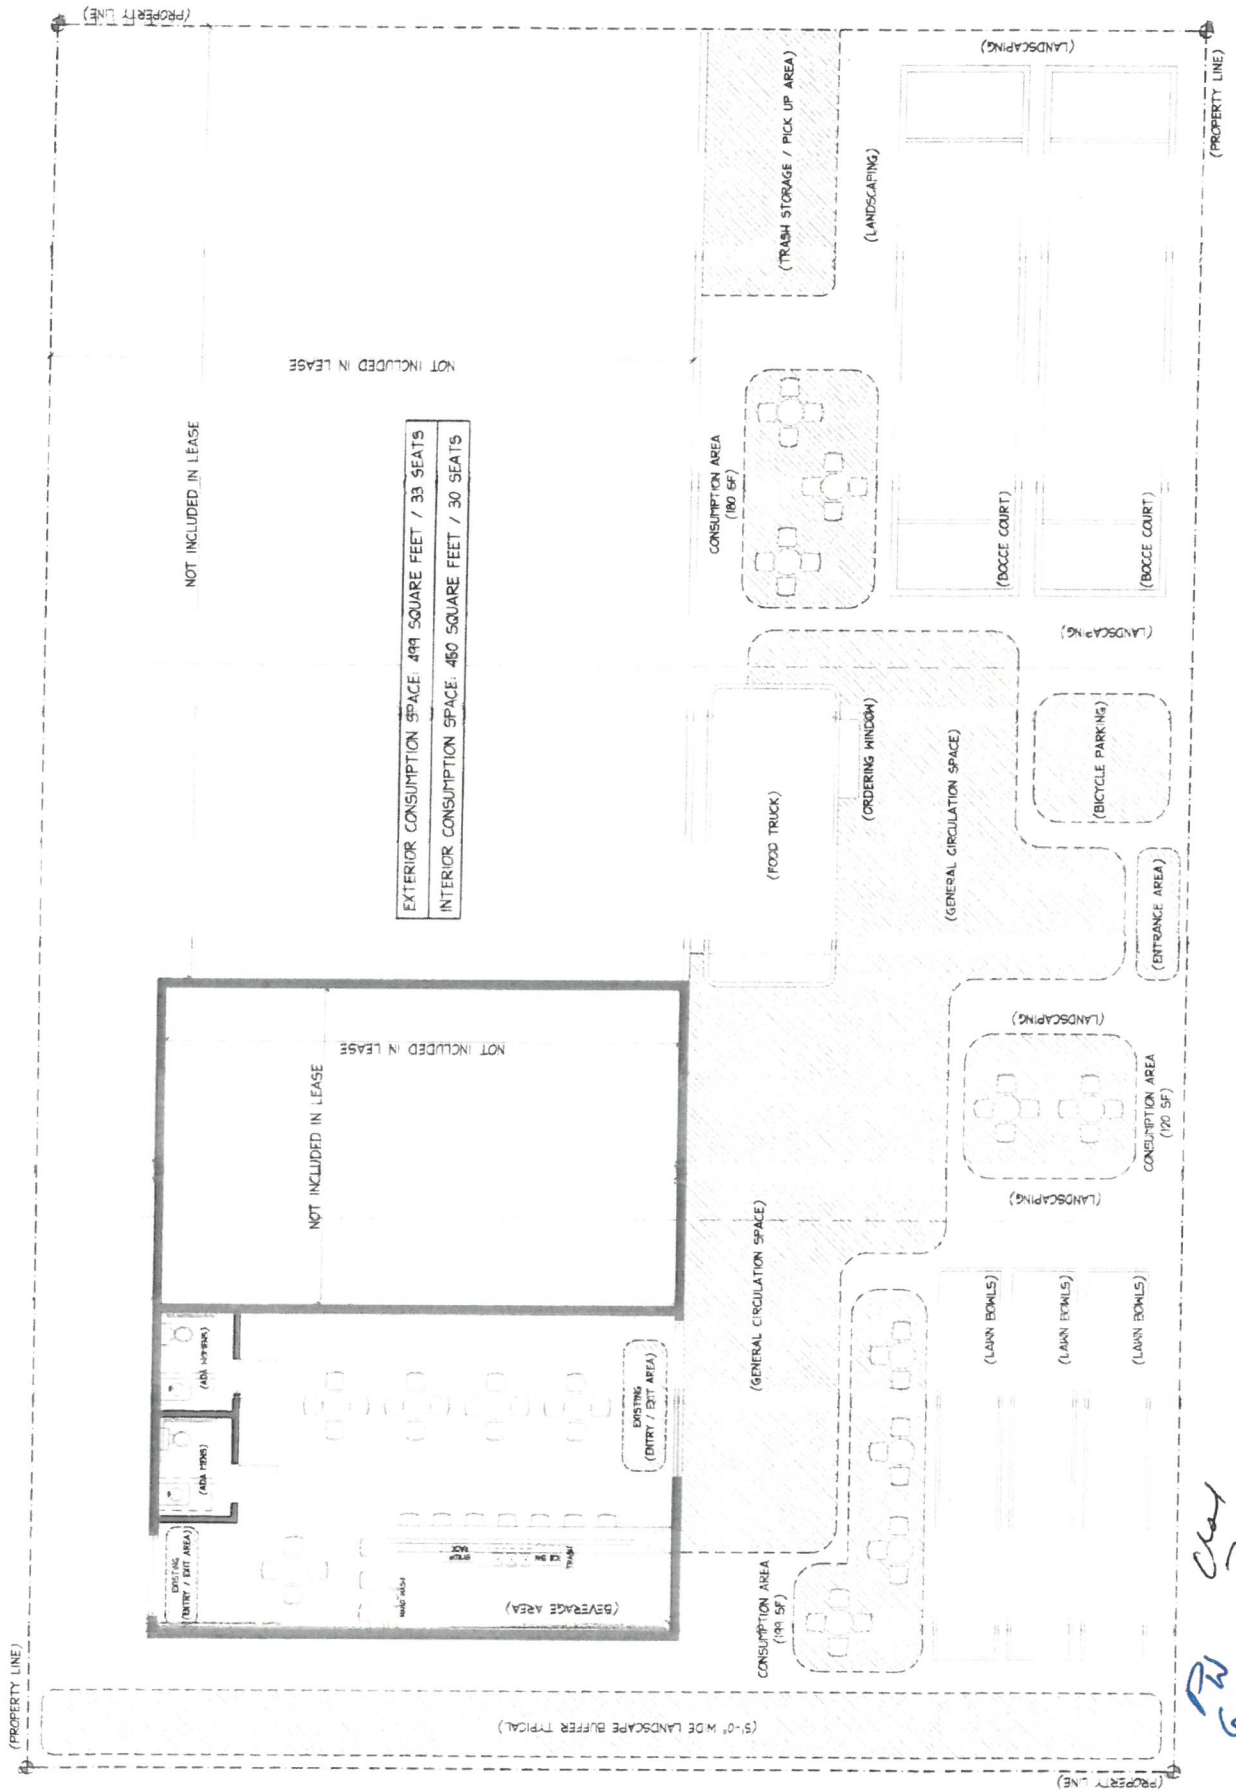 (PROPERTY LINE)
(PROPERTY LINE)
(PROPERTY LINE)
(PROPERTY LINE)
(5'-0" WIDE LANDSCAPE BUFFER TYPICAL)
EXISTING
(ENTRY / EXIT AREA)
(ADA MENS)
(ADA WOMENS)
HAND WASH
(BEVERAGE AREA)
TRASH
EXISTING
(ENTRY / EXIT AREA)
NOT INCLUDED IN LEASE
NOT INCLUDED IN LEASE
NOT INCLUDED IN LEASE
NOT INCLUDED IN LEASE
EXTERIOR CONSUMPTION SPACE: 499 SQUARE FEET / 33 SEATS
INTERIOR CONSUMPTION SPACE: 450 SQUARE FEET / 30 SEATS
CONSUMPTION AREA
(199 SF)
(GENERAL CIRCULATION SPACE)
(FOOD TRUCK)
(ORDERING WINDOW)
(GENERAL CIRCULATION SPACE)
CONSUMPTION AREA
(180 SF)
(TRASH STORAGE / PICK UP AREA)
(LANDSCAPING)
(LANDSCAPING)
(LAWN BOWLS)
(LAWN BOWLS)
(LAWN BOWLS)
(LANDSCAPING)
CONSUMPTION AREA
(120 SF)
(LANDSCAPING)
(ENTRANCE AREA)
(BICYCLE PARKING)
(LANDSCAPING)
(BOCCE COURT)
(BOCCE COURT)
PW